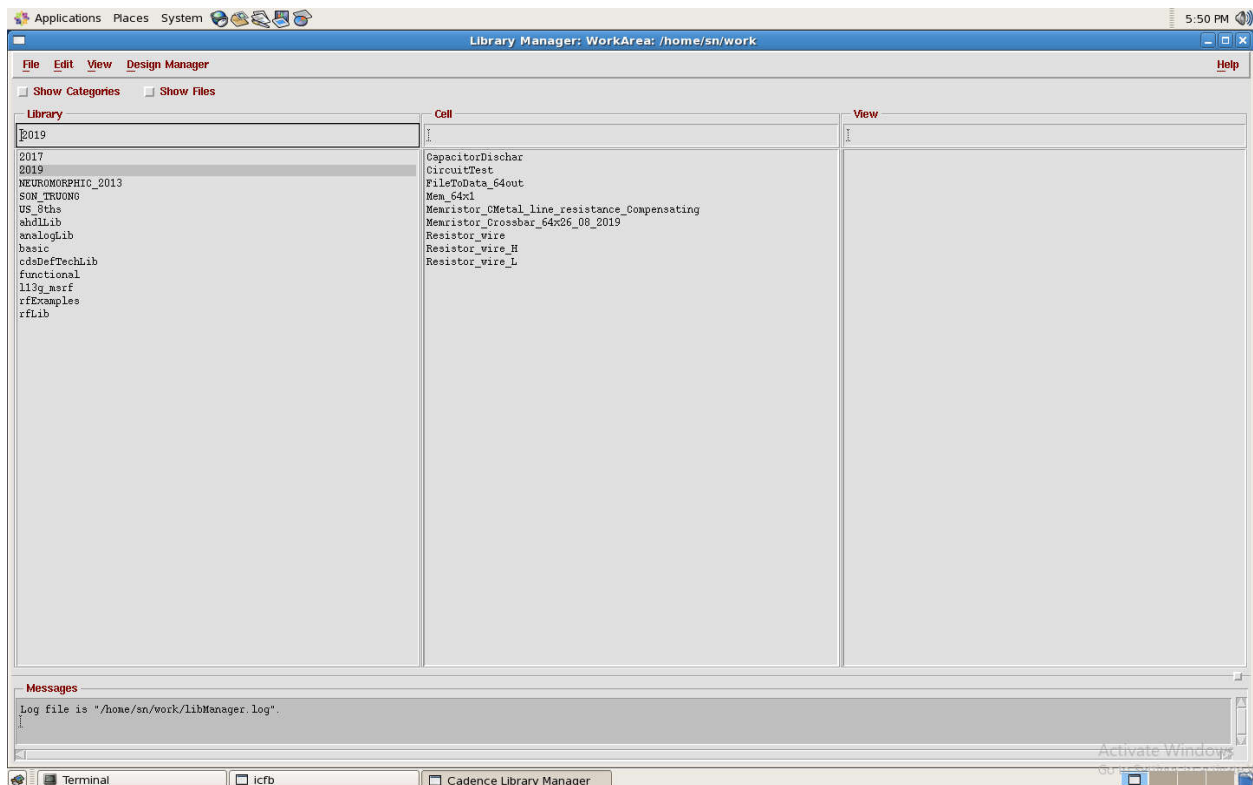 Applications Places System 5:50 PM
Library Manager: WorkArea: /home/sn/work
File Edit View Design Manager Help
Show Categories Show Files
Library
2019
2017
2019
NEUROMORPHIC_2013
SON_TRUONG
US_8ths
ahdlLib
analogLib
basic
cdsDefTechLib
functional
l13g_msrf
rfExamples
rfLib
Cell
CapacitorDischar
CircuitTest
FileToData_64out
Mem_64x1
Memristor_CMetal_line_resistance_Compensating
Memristor_Crossbar_64x26_08_2019
Resistor_wire
Resistor_wire_H
Resistor_wire_L
View
Messages
Log file is "/home/sn/work/libManager.log".
Activate Windows
Terminal icfb Cadence Library Manager